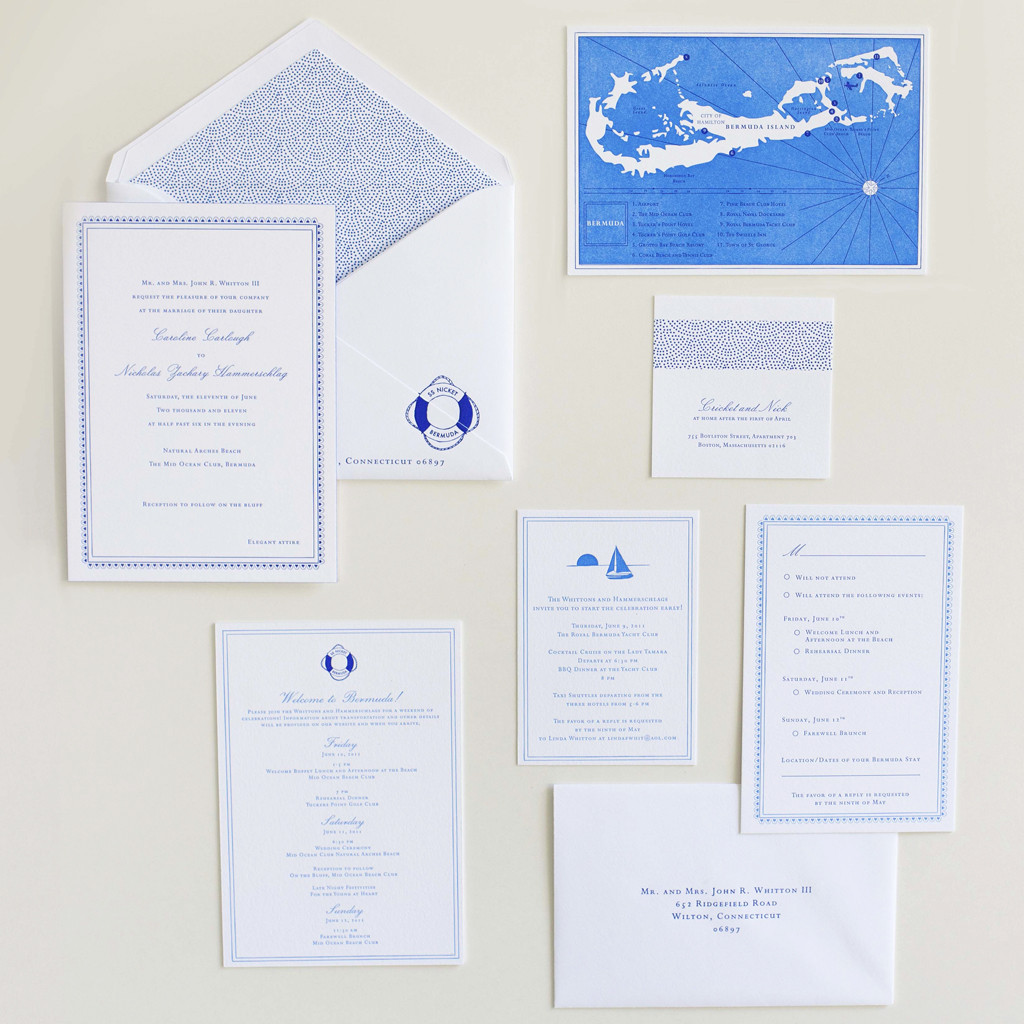 Mr. and Mrs. John R. Whitton III
request the pleasure of your company
at the marriage of their daughter
Caroline Carlough
to
Nicholas Zachary Hammerschlag
Saturday, the eleventh of June
Two thousand and eleven
at half past six in the evening
Natural Arches Beach
The Mid Ocean Club, Bermuda
Reception to follow on the bluff
Elegant attire
SS NICKET
BERMUDA
, Connecticut 06897
Atlantic Ocean
City of
Hamilton
Bermuda Island
Bermuda
1. Airport
2. The Mid Ocean Club
3. Tucker's Point Hotel
4. Tucker's Point Golf Club
5. Grotto Bay Beach Resort
6. Coral Beach and Tennis Club
7. Pink Beach Club Hotel
8. Royal Naval Dockyard
9. Royal Bermuda Yacht Club
10. The Swizzle Inn
11. Town of St. George
Cricket and Nick
at home after the first of April
755 Boylston Street, Apartment 703
Boston, Massachusetts 02116
The Whittons and Hammerschlags
invite you to start the celebration early!
Thursday, June 9, 2011
The Royal Bermuda Yacht Club
Cocktail Cruise on the Lady Tamara
Departs at 6:30 pm
BBQ Dinner at the Yacht Club
8 pm
Take Shuttles departing from the
three hotels from 5-6 pm
The favor of a reply is requested
by the ninth of May
to Linda Whitton at lindafwhit@aol.com
M
Will not attend
Will attend the following events:
Friday, June 10th
Welcome Lunch and
Afternoon at the Beach
Rehearsal Dinner
Saturday, June 11th
Wedding Ceremony and Reception
Sunday, June 12th
Farewell Brunch
Location/Dates of your Bermuda Stay
The favor of a reply is requested
by the ninth of May
SS NICKET
BERMUDA
Welcome to Bermuda!
Please join the Whittons and Hammerschlags for a weekend of
celebrations! Information about transportation and other details
will be provided on our website and when you arrive.
Friday
June 10, 2011
1-5 pm
Welcome Buffet Lunch and Afternoon at the Beach
Mid Ocean Beach Club
7 pm
Rehearsal Dinner
Tuckers Point Golf Club
Saturday
June 11, 2011
6:30 pm
Wedding Ceremony
Mid Ocean Club Natural Arches Beach
Reception to follow
On the Bluff, Mid Ocean Club
Late Night Festivities
For the Young at Heart
Sunday
June 12, 2011
11:30 am
Farewell Brunch
Mid Ocean Beach Club
Mr. and Mrs. John R. Whitton III
652 Ridgefield Road
Wilton, Connecticut
06897